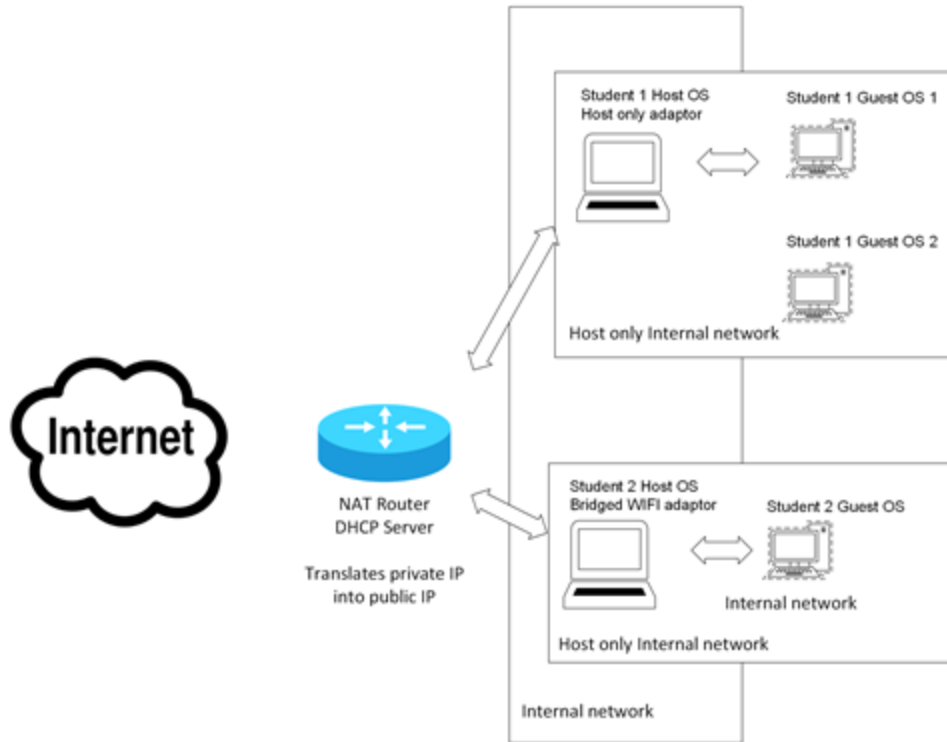 Student 1 Host OS
Host only adaptor
Student 1 Guest OS 1
Student 1 Guest OS 2
Host only Internal network
Internet
NAT Router
DHCP Server
Translates private IP
into public IP
Student 2 Host OS
Bridged WIFI adaptor
Student 2 Guest OS
Internal network
Host only Internal network
Internal network